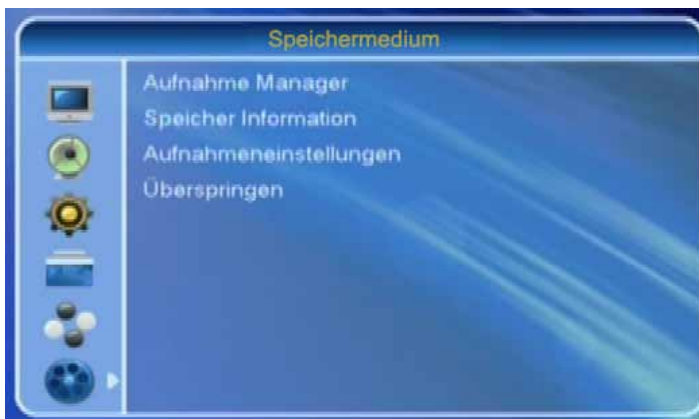 Speichermedium
Aufnahme Manager
Speicher Information
Aufnahmeneinstellungen
Überspringen